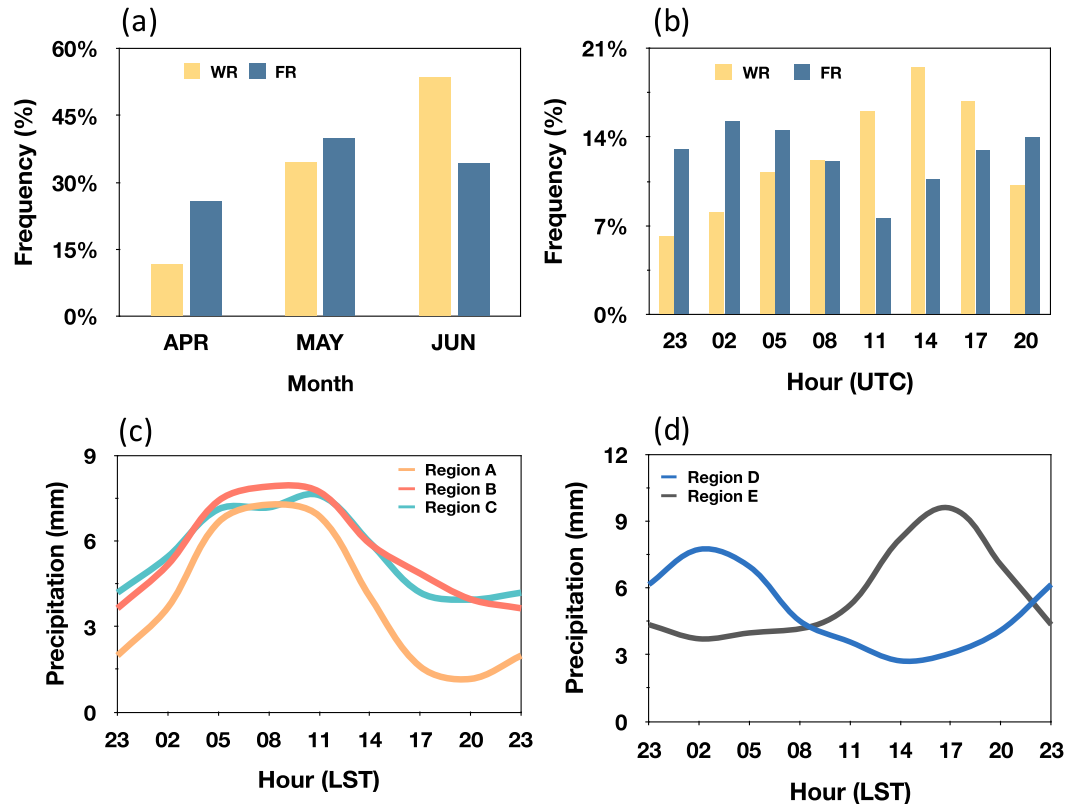 (a)
60%
45%
30%
15%
0%
Frequency (%)
WR FR
APR MAY JUN
Month
(b)
21%
14%
7%
0%
Frequency (%)
WR FR
23 02 05 08 11 14 17 20
Hour (UTC)
(c)
9
6
3
0
Precipitation (mm)
Region A
Region B
Region C
23 02 05 08 11 14 17 20 23
Hour (LST)
(d)
12
9
6
3
0
Precipitation (mm)
Region D
Region E
23 02 05 08 11 14 17 20 23
Hour (LST)